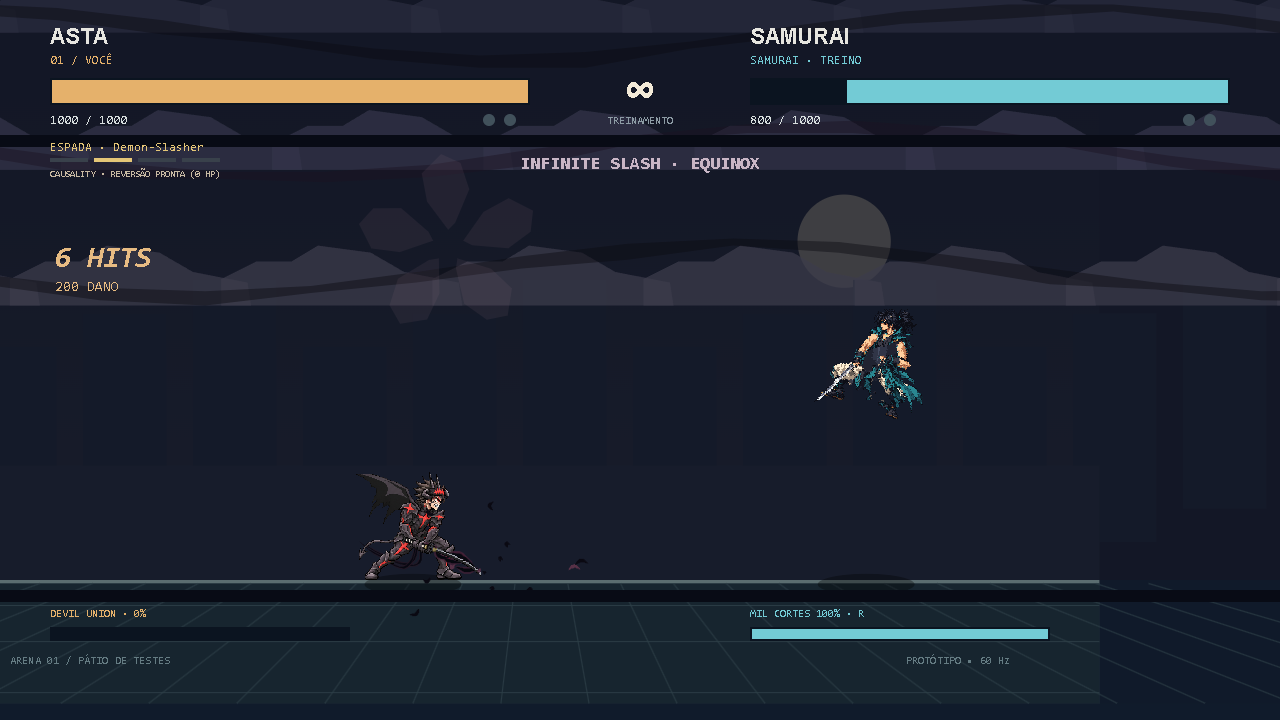 ASTA
01 / VOCÊ
1000 / 1000
∞
TREINAMENTO
SAMURAI
SAMURAI · TREINO
800 / 1000
ESPADA · Demon-Slasher
CAUSALITY · REVERSÃO PRONTA (0 HP)
INFINITE SLASH · EQUINOX
6 HITS
200 DANO
DEVIL UNION · 0%
MIL CORTES 100% · R
ARENA 01 / PÁTIO DE TESTES
PROTÓTIPO • 60 Hz